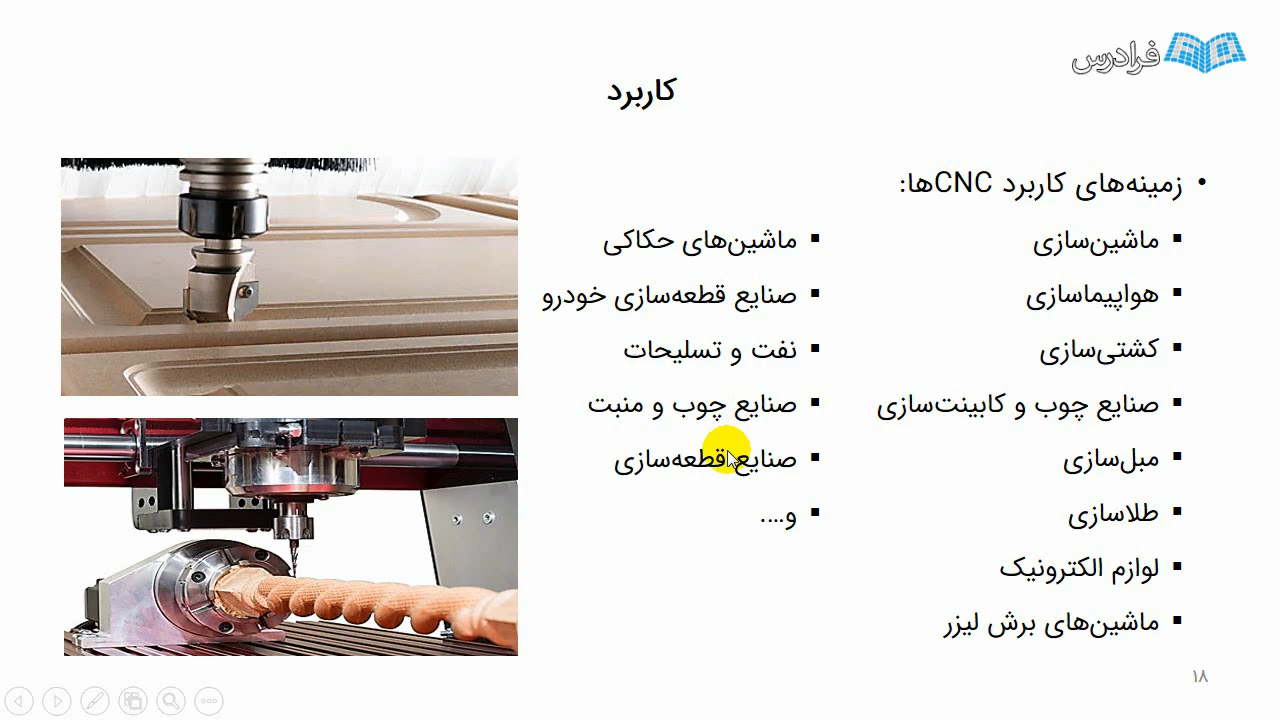 فرادرس
کاربرد
• زمینه‌های کاربرد CNCها:
▪ ماشین‌سازی
▪ هواپیماسازی
▪ کشتی‌سازی
▪ صنایع چوب و کابینت‌سازی
▪ مبل‌سازی
▪ طلاسازی
▪ لوازم الکترونیک
▪ ماشین‌های برش لیزر
▪ ماشین‌های حکاکی
▪ صنایع قطعه‌سازی خودرو
▪ نفت و تسلیحات
▪ صنایع چوب و منبت
▪ صنایع قطعه‌سازی
▪ و....
۱۸